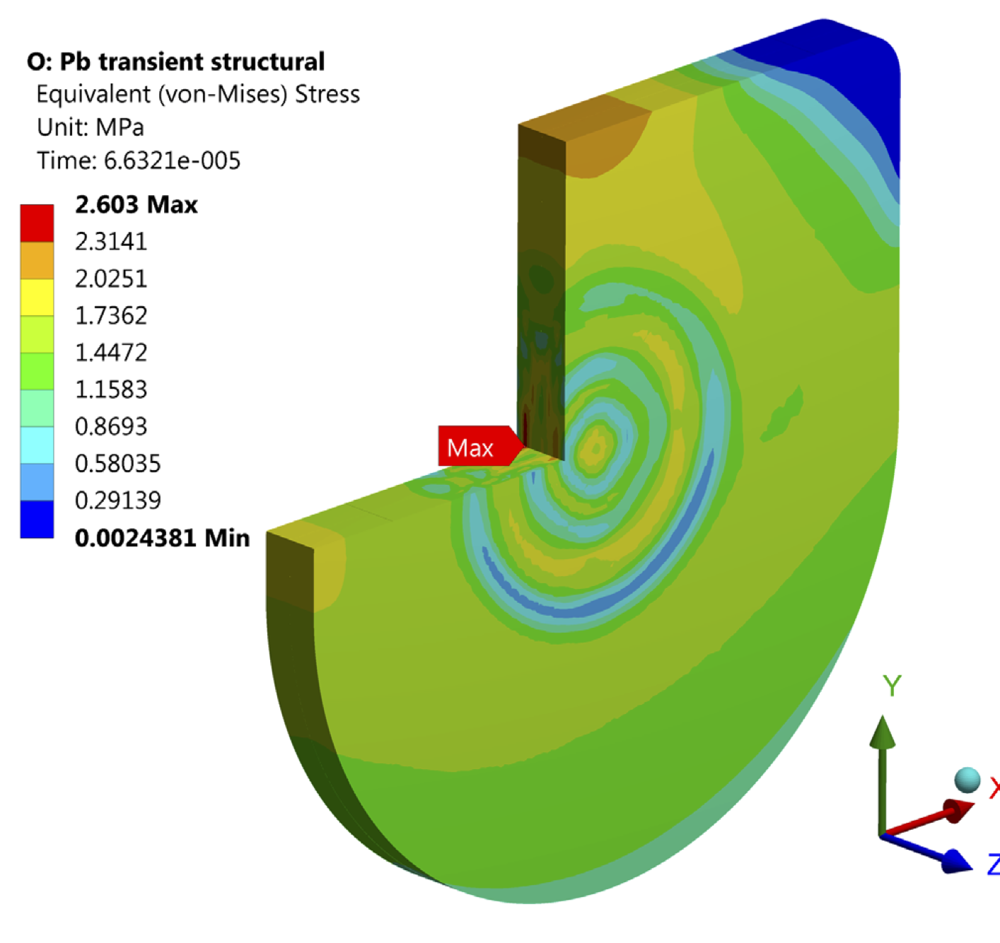 O: Pb transient structural
Equivalent (von-Mises) Stress
Unit: MPa
Time: 6.6321e-005
2.603 Max
2.3141
2.0251
1.7362
1.4472
1.1583
0.8693
0.58035
0.29139
0.0024381 Min
Max
Y
X
Z